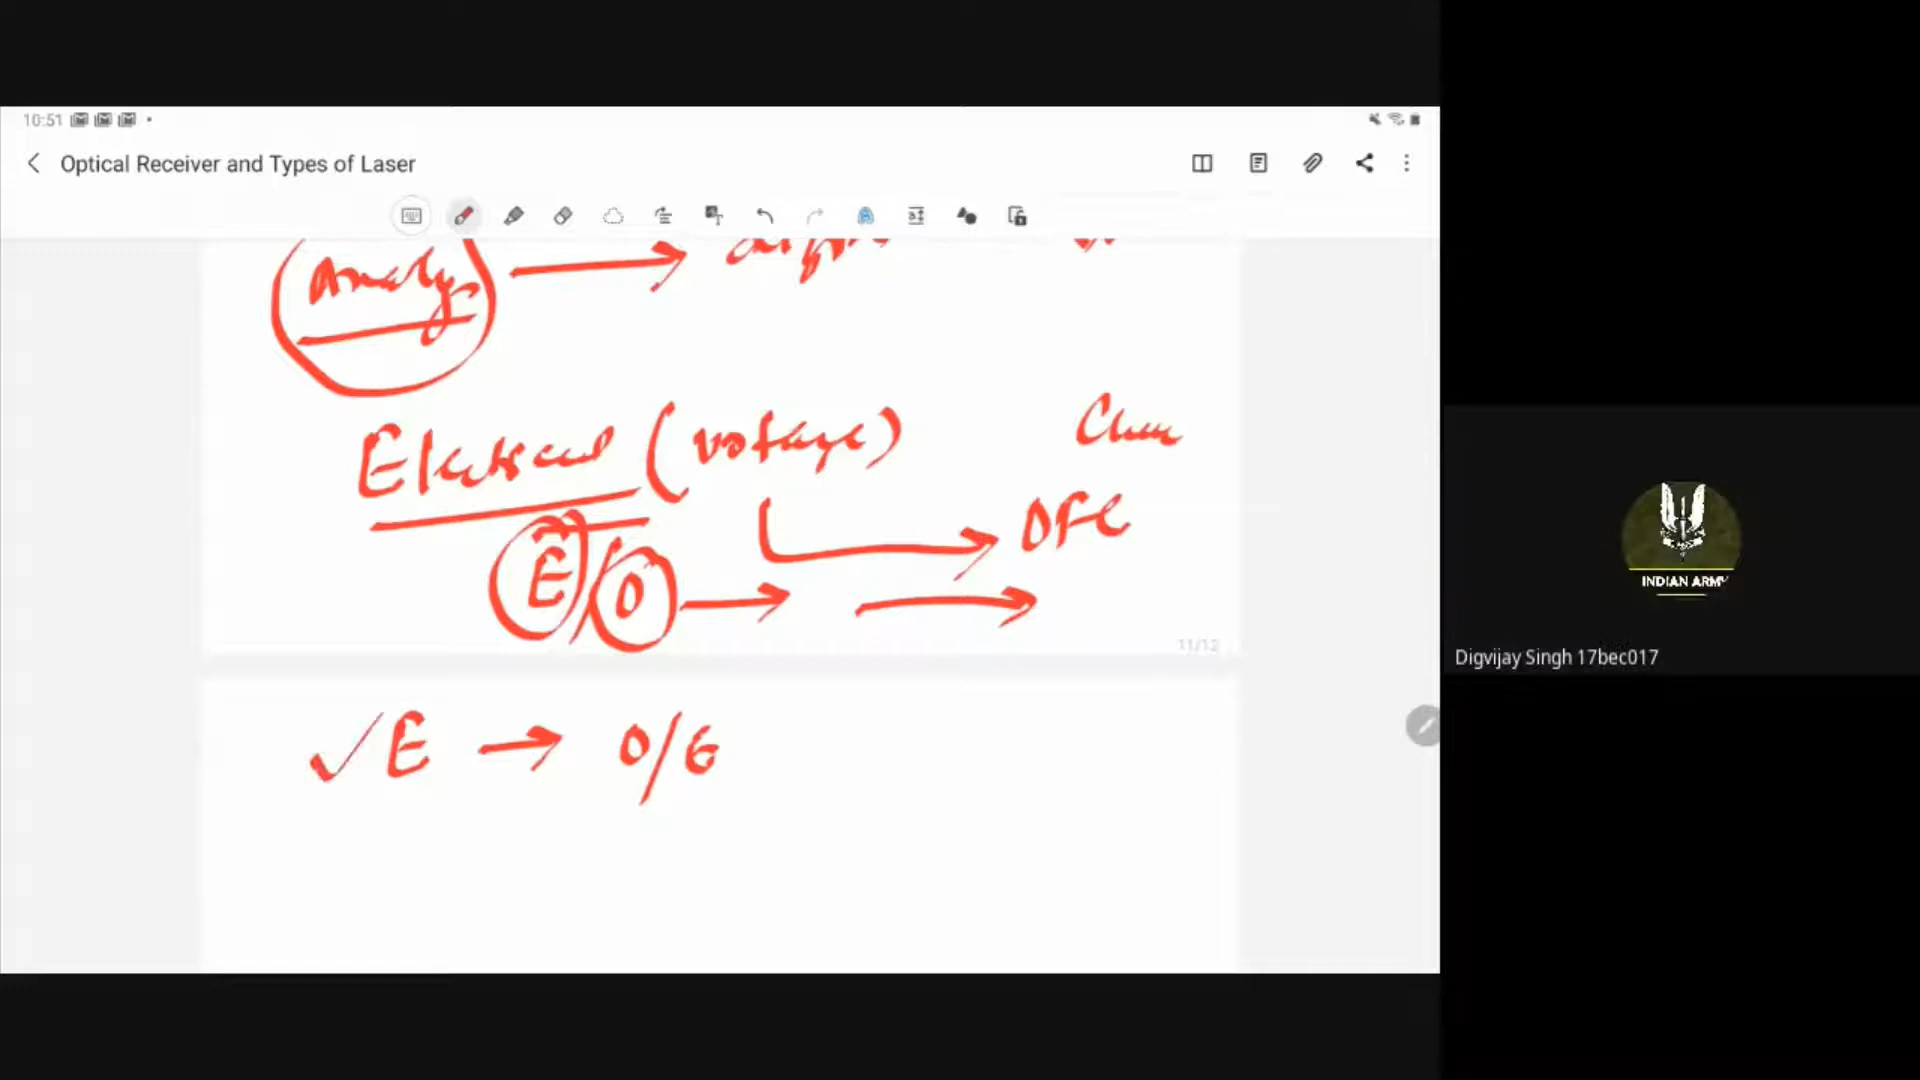 10:51
Optical Receiver and Types of Laser
Analog
Electrical (voltage)
OFC
E/O
11/12
E → O/E
INDIAN ARMY
Digvijay Singh 17bec017